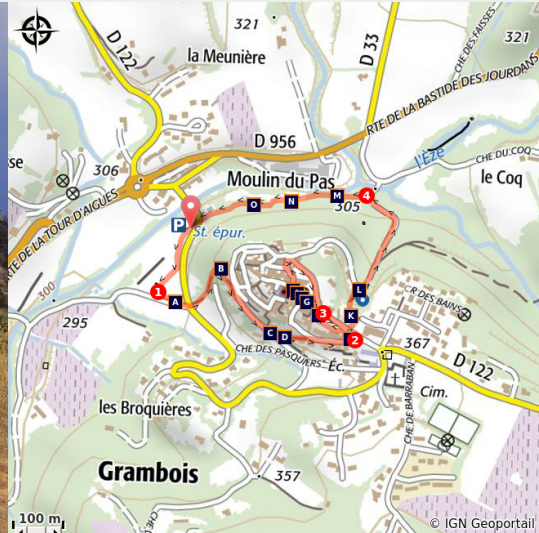 321
D 122
la Meunière
D 33
CHE DES FAISSES
321
RTE DE LA BASTIDE DES JOURDANS
D 956
l'Èze
CHE DU COQ
sse
306
Moulin du Pas
le Coq
M
4
O
N
305
P
St. épur.
RTE DE LA TOUR D'AIGUES
B
1
A
300
L
C R DES BAINS
G
K
3
295
C
D
2
367
CHE DES PASQUIERS
Éc.
D 122
CHE DE BARRABAN
Cim.
les Broquières
Grambois
357
CHE
100 m
© IGN Geoportail